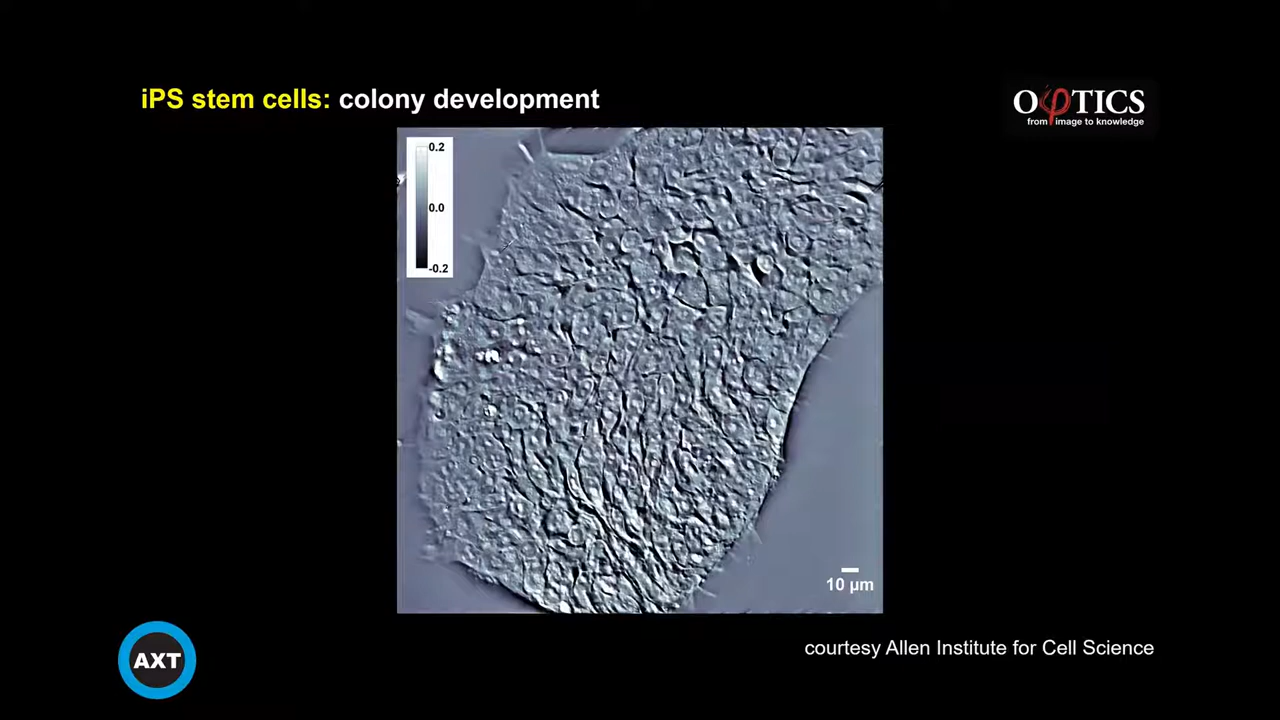 iPS stem cells: colony development
OφTICS
from image to knowledge
0.2
0.0
-0.2
10 µm
AXT
courtesy Allen Institute for Cell Science